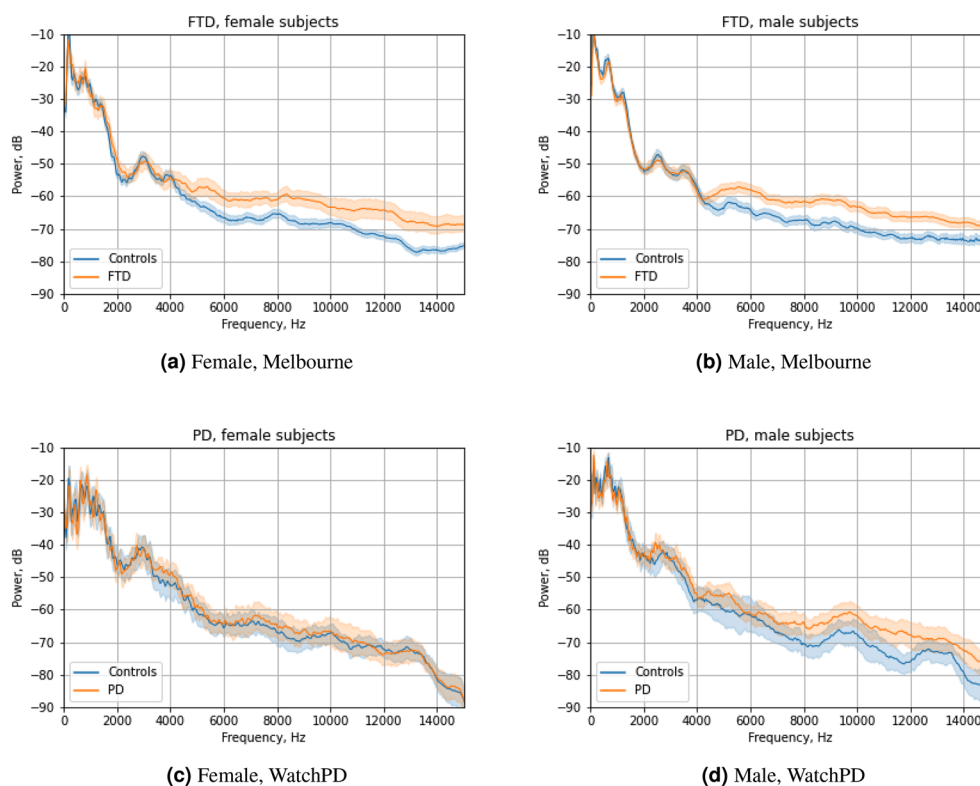 FTD, female subjects
−10
−20
−30
−40
−50
−60
−70
−80
−90
Power, dB
Controls
FTD
0 2000 4000 6000 8000 10000 12000 14000
Frequency, Hz
(a) Female, Melbourne
FTD, male subjects
−10
−20
−30
−40
−50
−60
−70
−80
−90
Power, dB
Controls
FTD
0 2000 4000 6000 8000 10000 12000 14000
Frequency, Hz
(b) Male, Melbourne
PD, female subjects
−10
−20
−30
−40
−50
−60
−70
−80
−90
Power, dB
Controls
PD
0 2000 4000 6000 8000 10000 12000 14000
Frequency, Hz
(c) Female, WatchPD
PD, male subjects
−10
−20
−30
−40
−50
−60
−70
−80
−90
Power, dB
Controls
PD
0 2000 4000 6000 8000 10000 12000 1400
Frequency, Hz
(d) Male, WatchPD